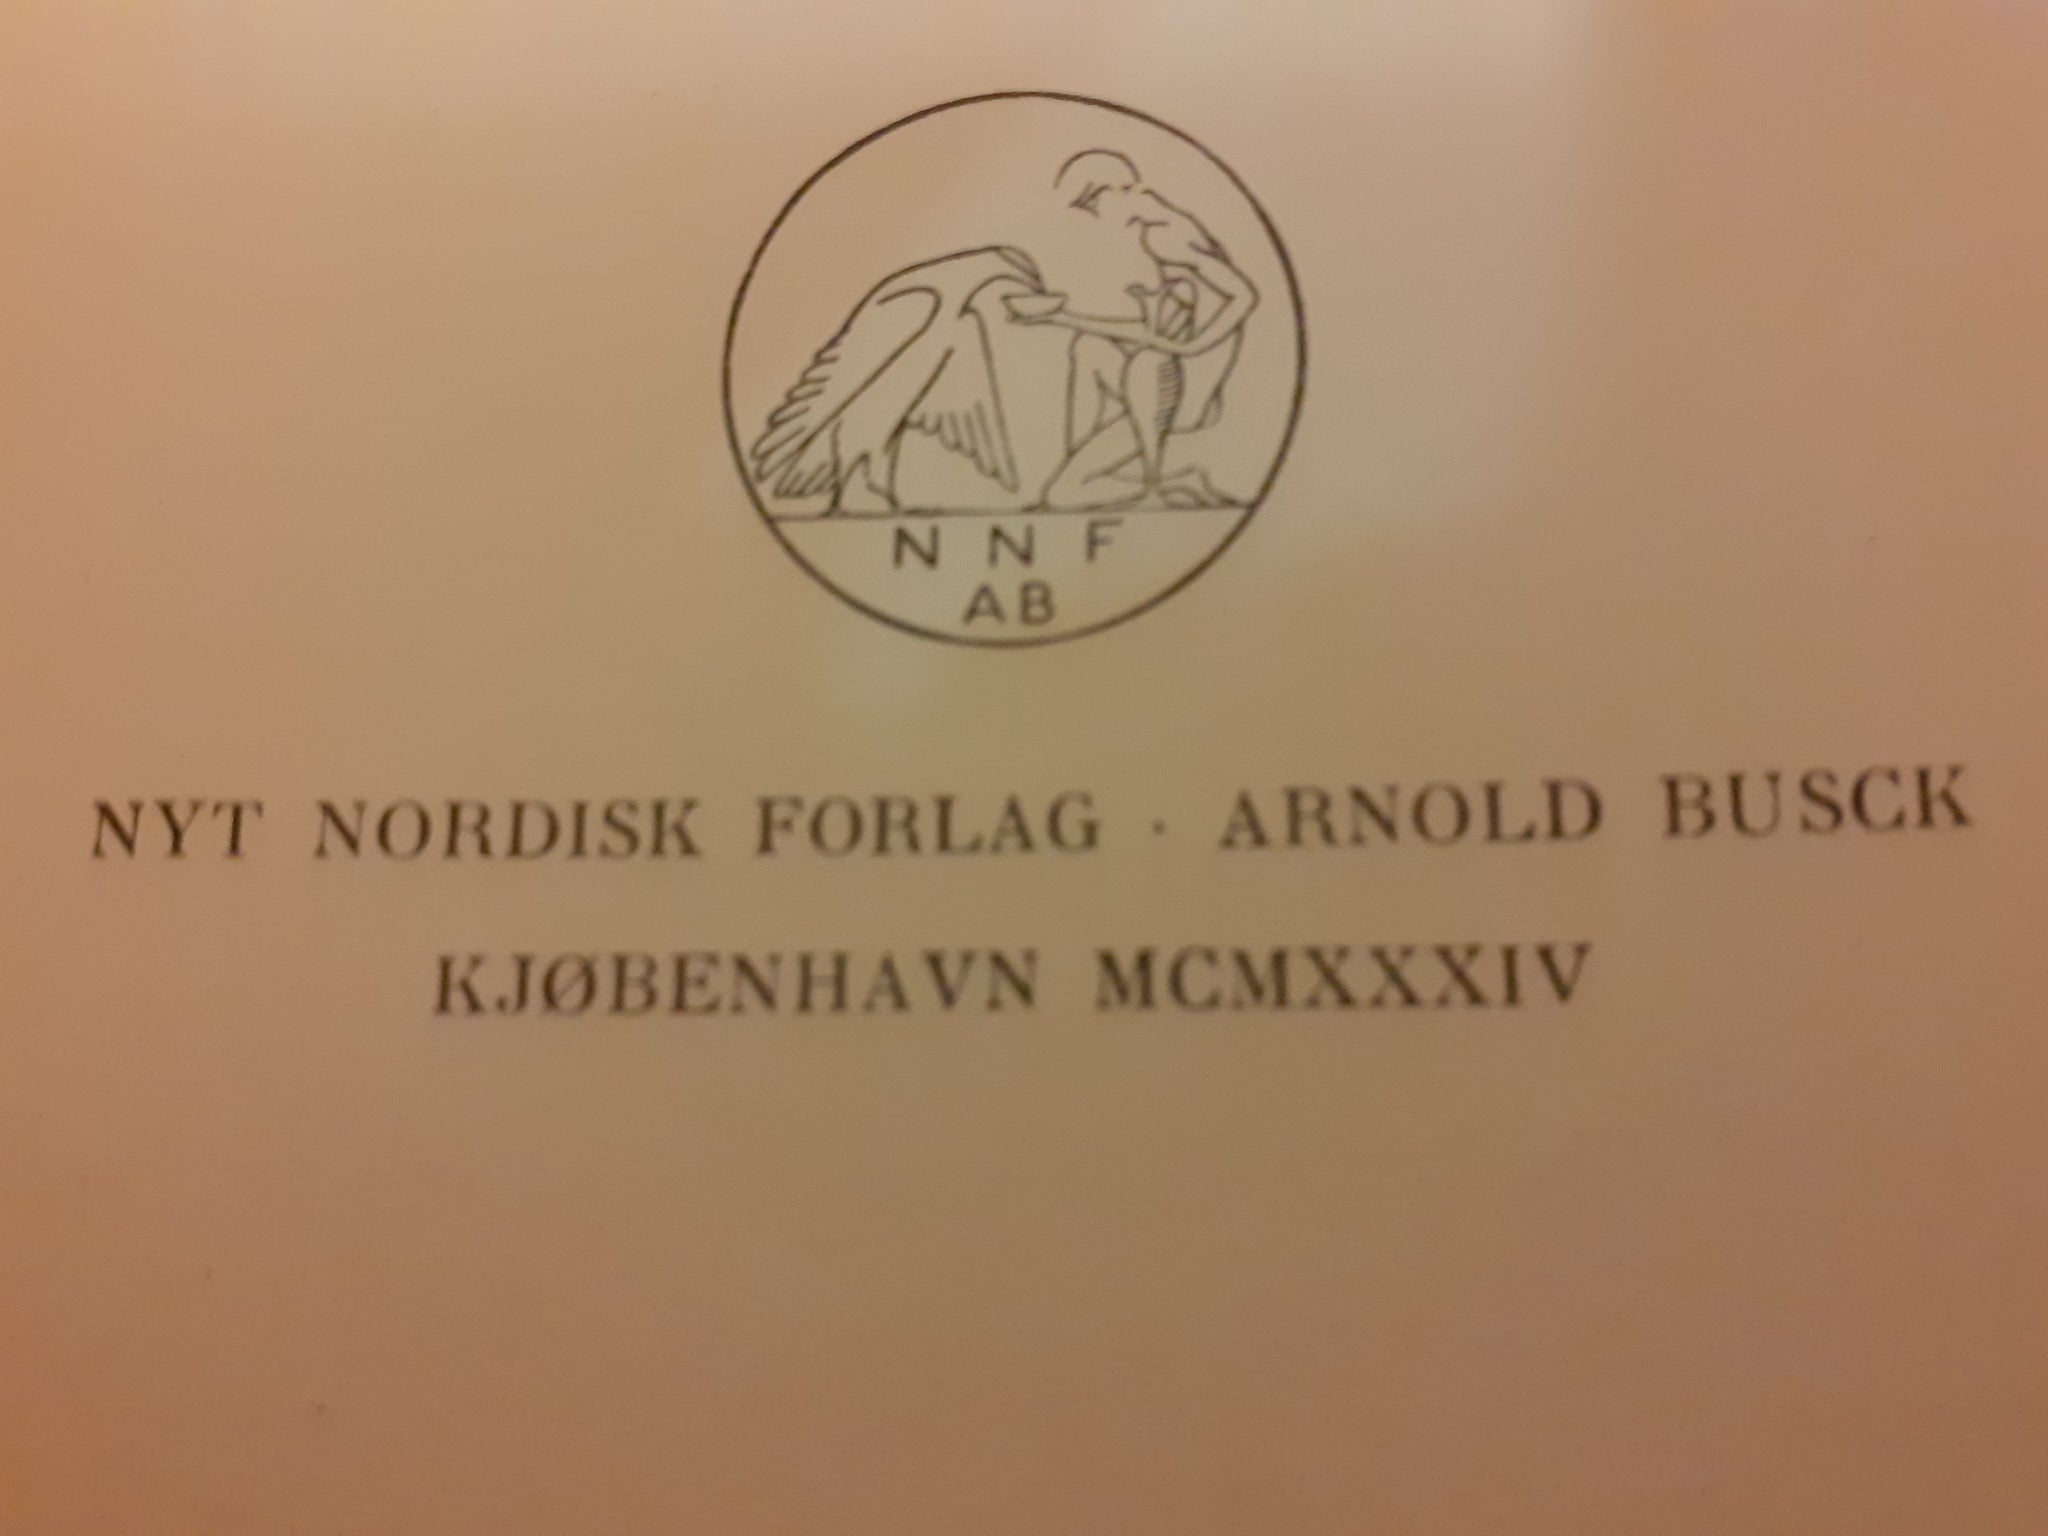 N N F
AB
NYT NORDISK FORLAG · ARNOLD BUSCK
KJØBENHAVN MCMXXXIV